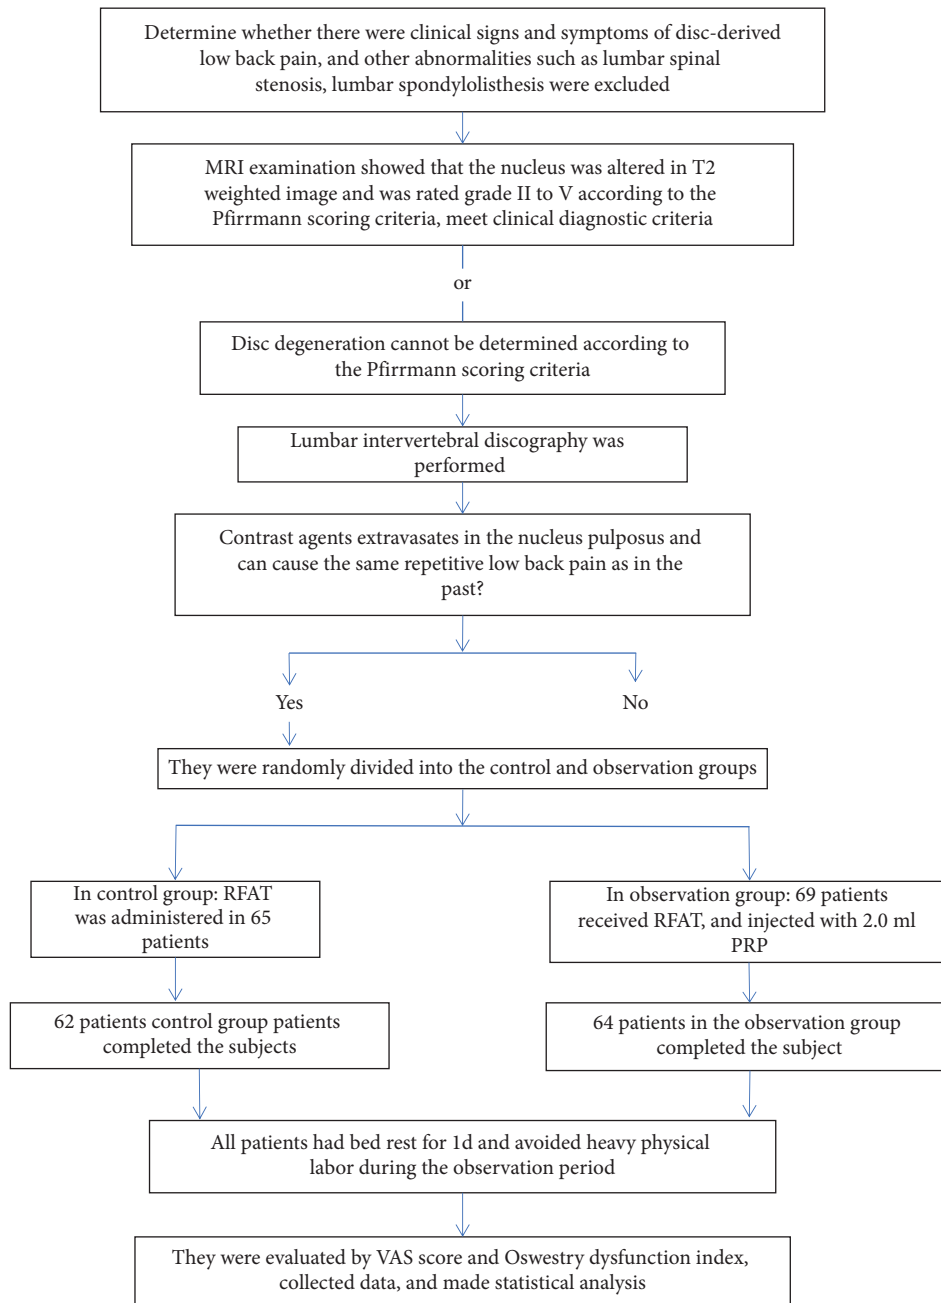 Determine whether there were clinical signs and symptoms of disc-derived
low back pain, and other abnormalities such as lumbar spinal
stenosis, lumbar spondylolisthesis were excluded
MRI examination showed that the nucleus was altered in T2
weighted image and was rated grade II to V according to the
Pfirrmann scoring criteria, meet clinical diagnostic criteria
or
Disc degeneration cannot be determined according to
the Pfirrmann scoring criteria
Lumbar intervertebral discography was
performed
Contrast agents extravasates in the nucleus pulposus and
can cause the same repetitive low back pain as in the
past?
Yes
No
They were randomly divided into the control and observation groups
In control group: RFAT
was administered in 65
patients
In observation group: 69 patients
received RFAT, and injected with 2.0 ml
PRP
62 patients control group patients
completed the subjects
64 patients in the observation group
completed the subject
All patients had bed rest for 1d and avoided heavy physical
labor during the observation period
They were evaluated by VAS score and Oswestry dysfunction index,
collected data, and made statistical analysis